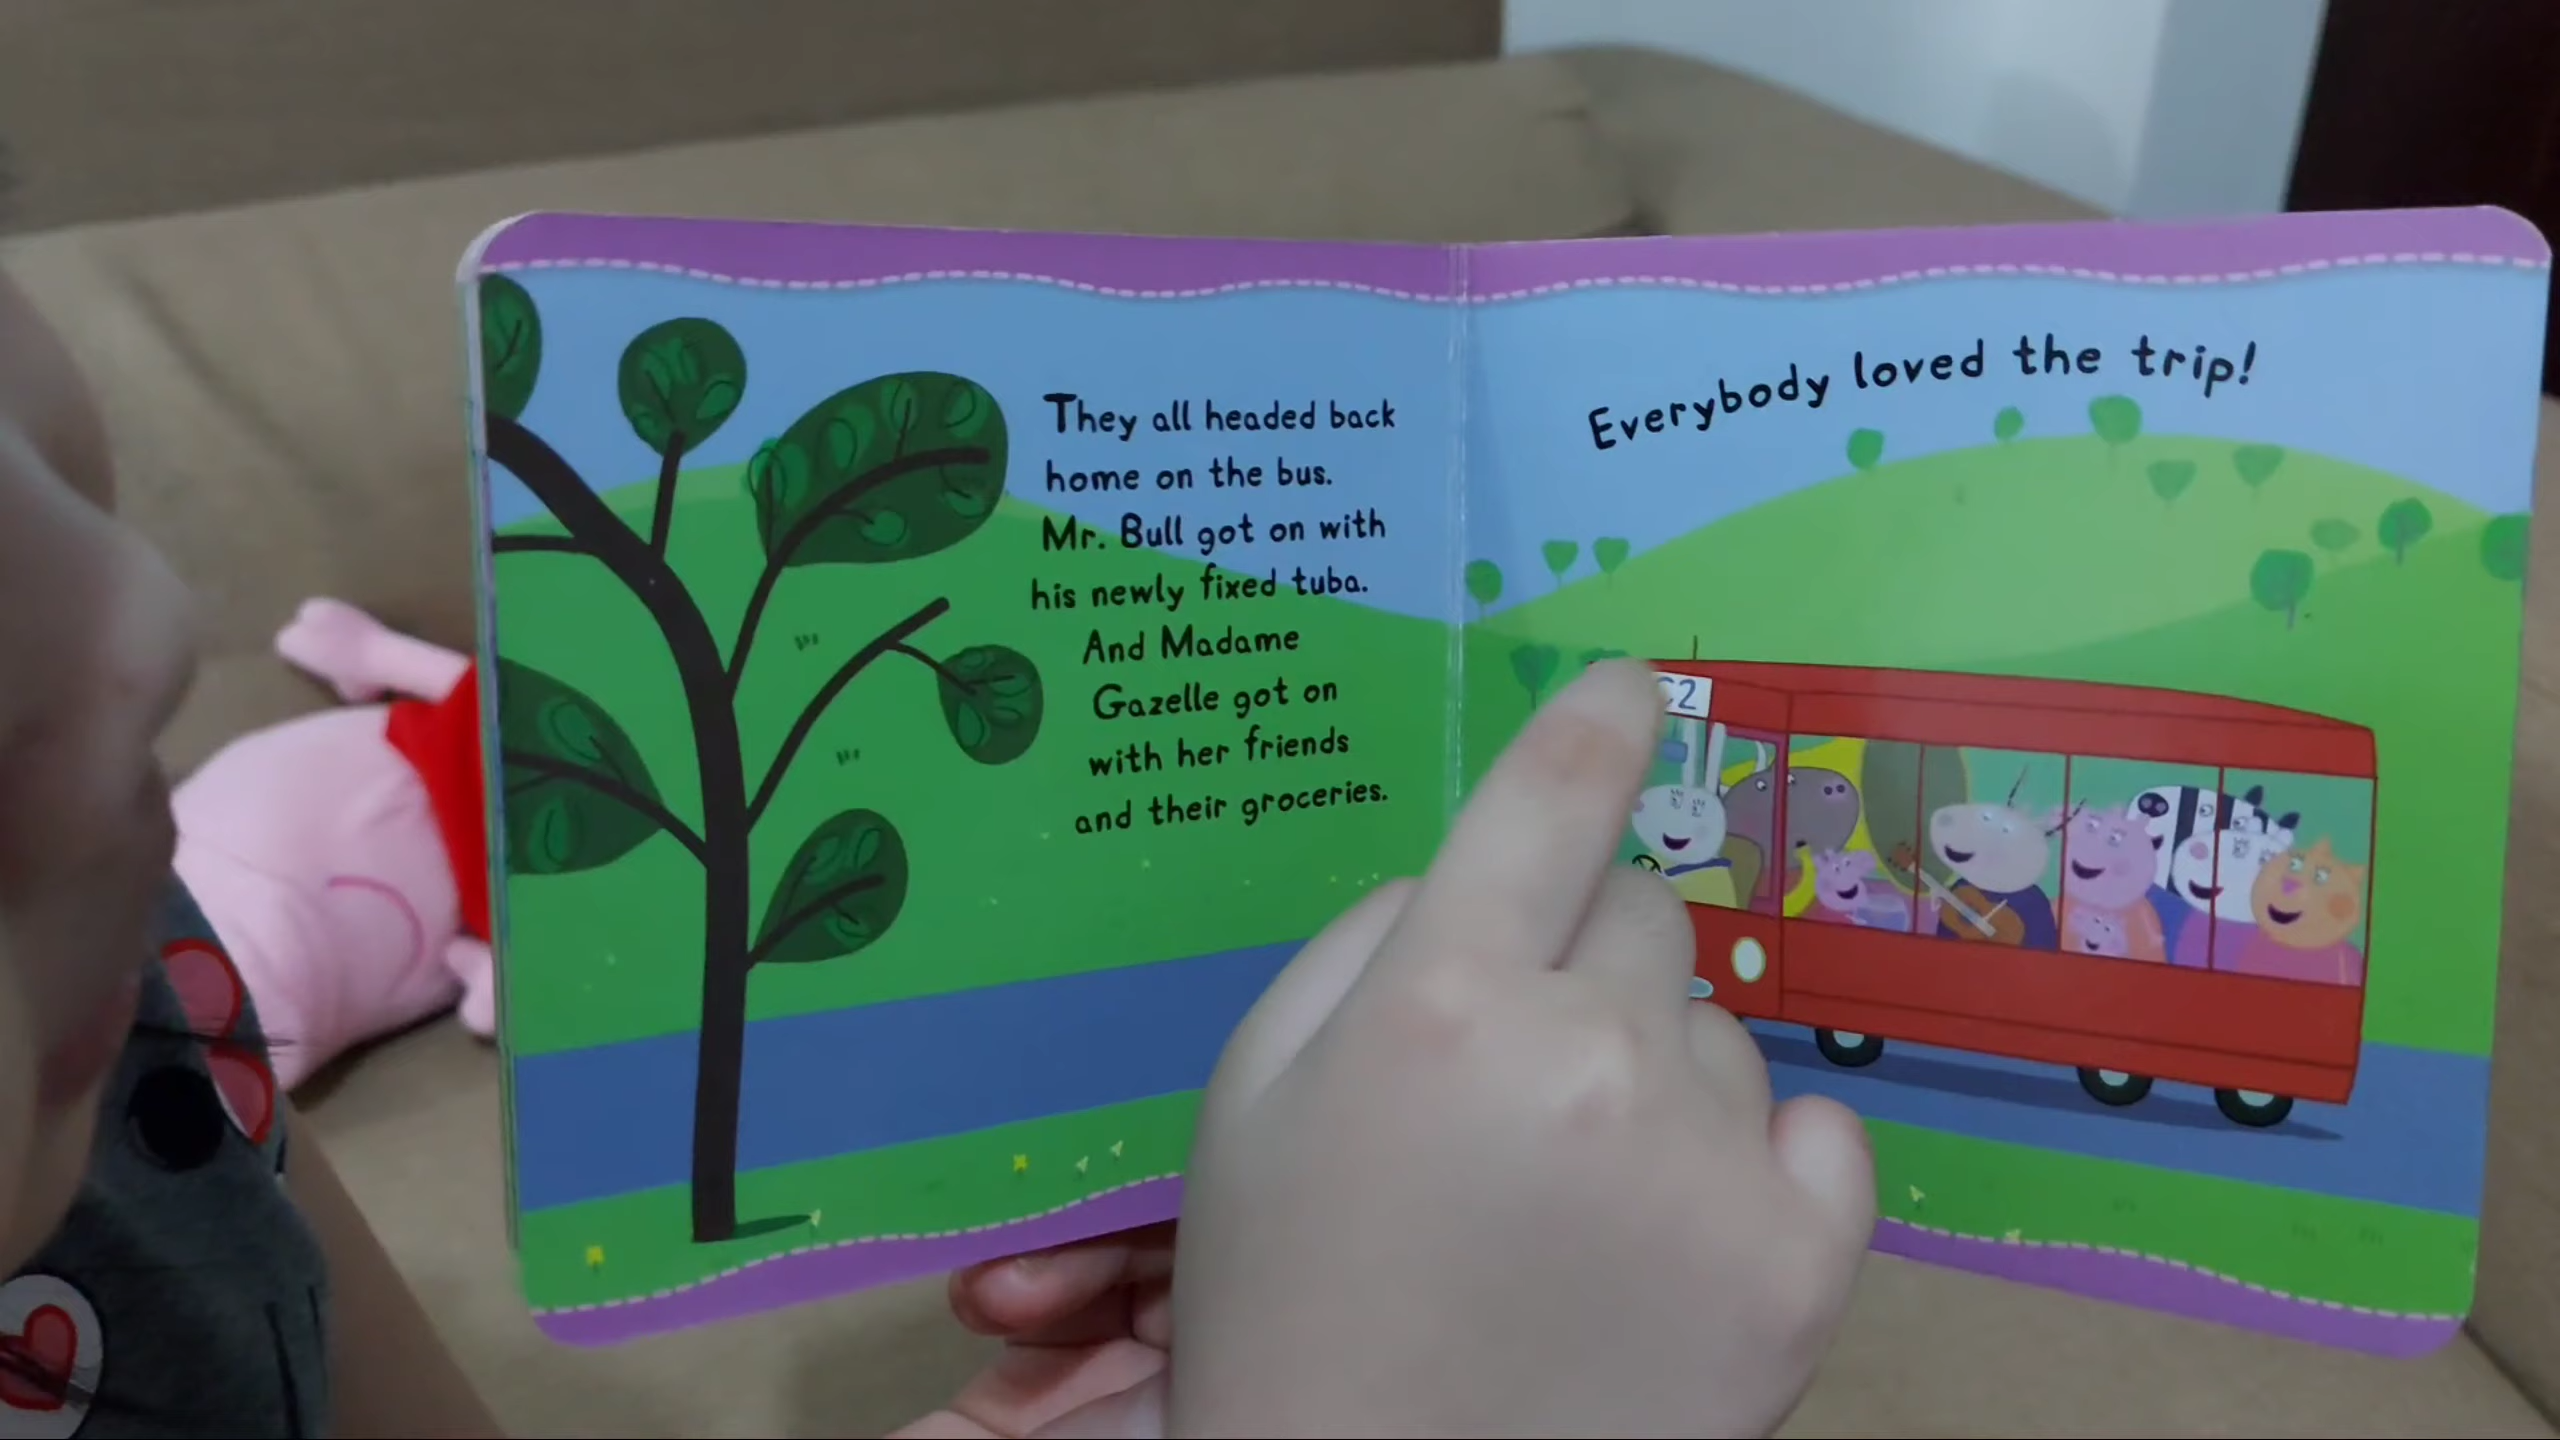 They all headed back
home on the bus.
Mr. Bull got on with
his newly fixed tuba.
And Madame
Gazelle got on
with her friends
and their groceries.
Everybody loved the trip!